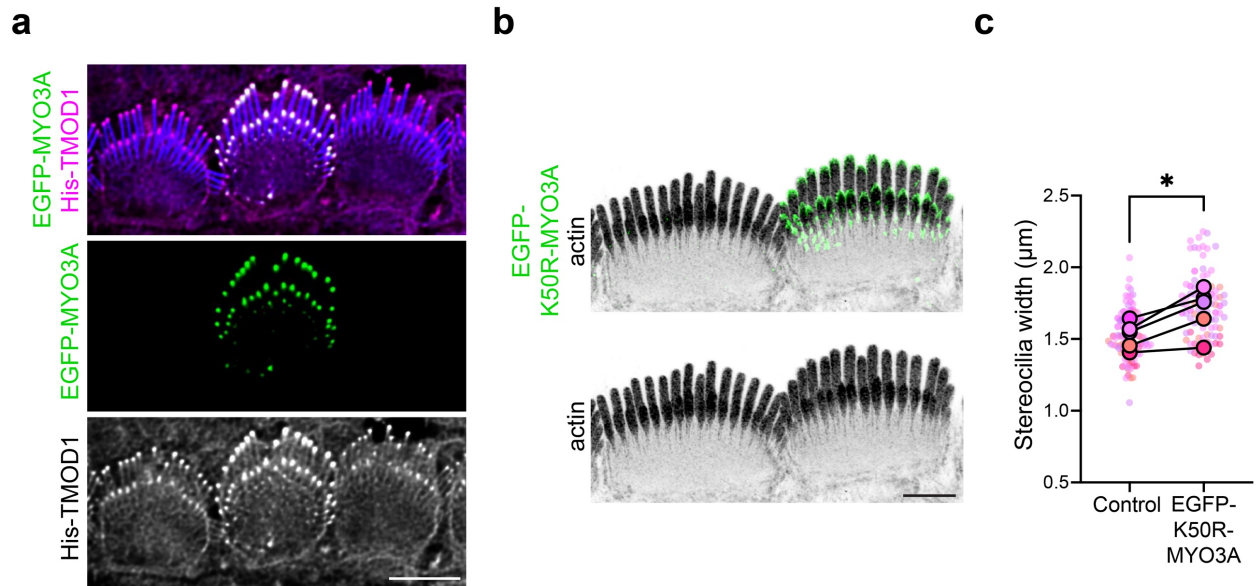 a
EGFP-MYO3A
His-TMOD1
EGFP-MYO3A
His-TMOD1
b
EGFP-
K50R-MYO3A
actin
actin
c
Stereocilia width (µm)
2.5
2.0
1.5
1.0
0.5
*
Control
EGFP-
K50R-
MYO3A